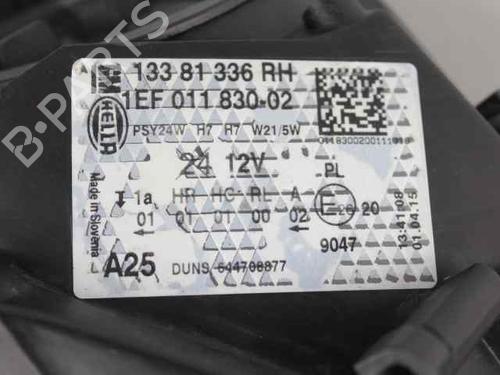 B-PARTS
GM 133 81 336 RH
HELLA 1EF 011 830-02
PSY24W H7 H7 W21/5W
24 12V
1a HR HC RL A PL
01 01 01 00 02 E 20
9047
13:41:08
01.04.15
Made in Slovenia
A25 DUNS 644708877